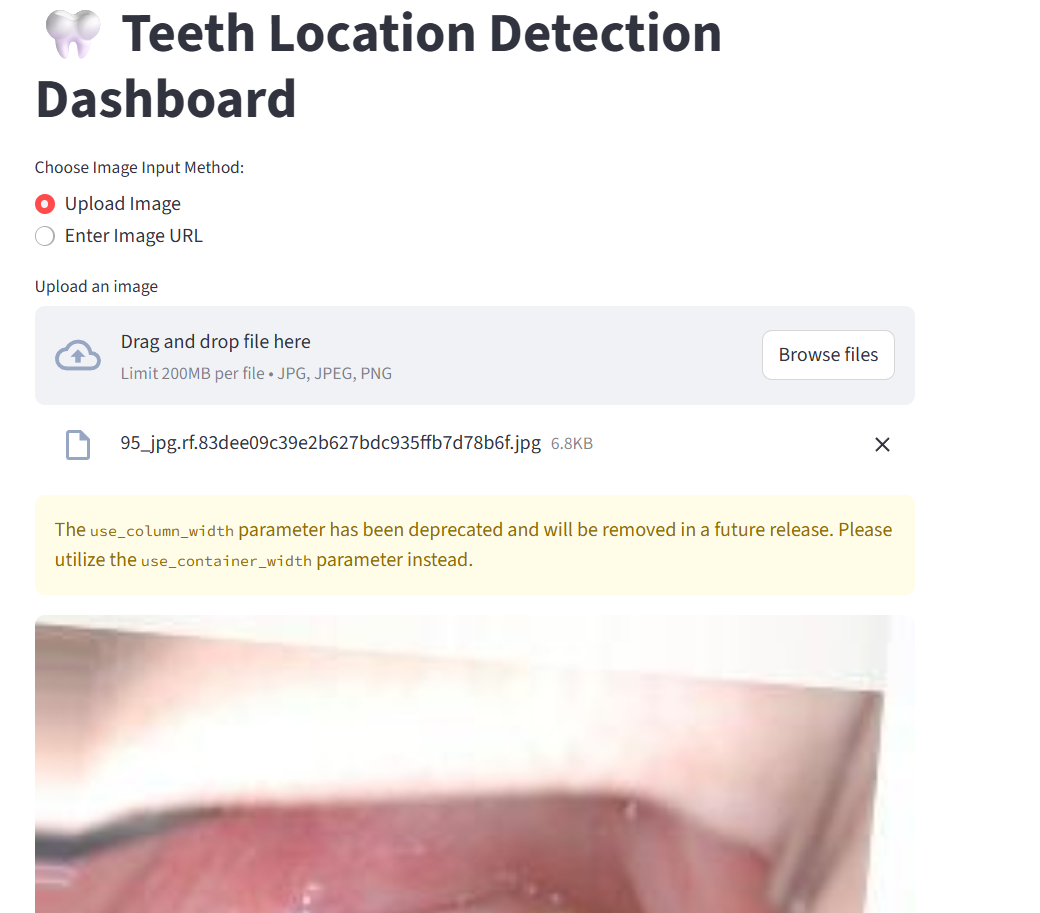 Teeth Location Detection
Dashboard
Choose Image Input Method:
Upload Image
Enter Image URL
Upload an image
Drag and drop file here
Limit 200MB per file • JPG, JPEG, PNG
Browse files
95_jpg.rf.83dee09c39e2b627bdc935ffb7d78b6f.jpg 6.8KB
The use_column_width parameter has been deprecated and will be removed in a future release. Please
utilize the use_container_width parameter instead.